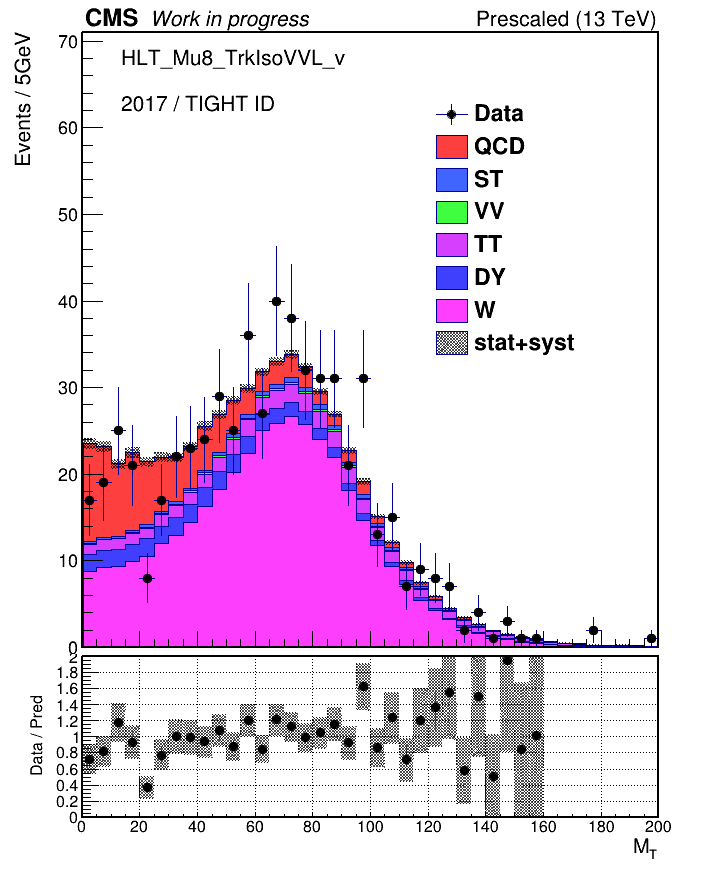 CMS Work in progress Prescaled (13 TeV)
Events / 5GeV
70
60
50
40
30
20
10
0
HLT_Mu8_TrkIsoVVL_v
2017 / TIGHT ID
Data
QCD
ST
VV
TT
DY
W
stat+syst
Data / Pred
2
1.8
1.6
1.4
1.2
1
0.8
0.6
0.4
0.2
0
0 20 40 60 80 100 120 140 160 180 200
M_T